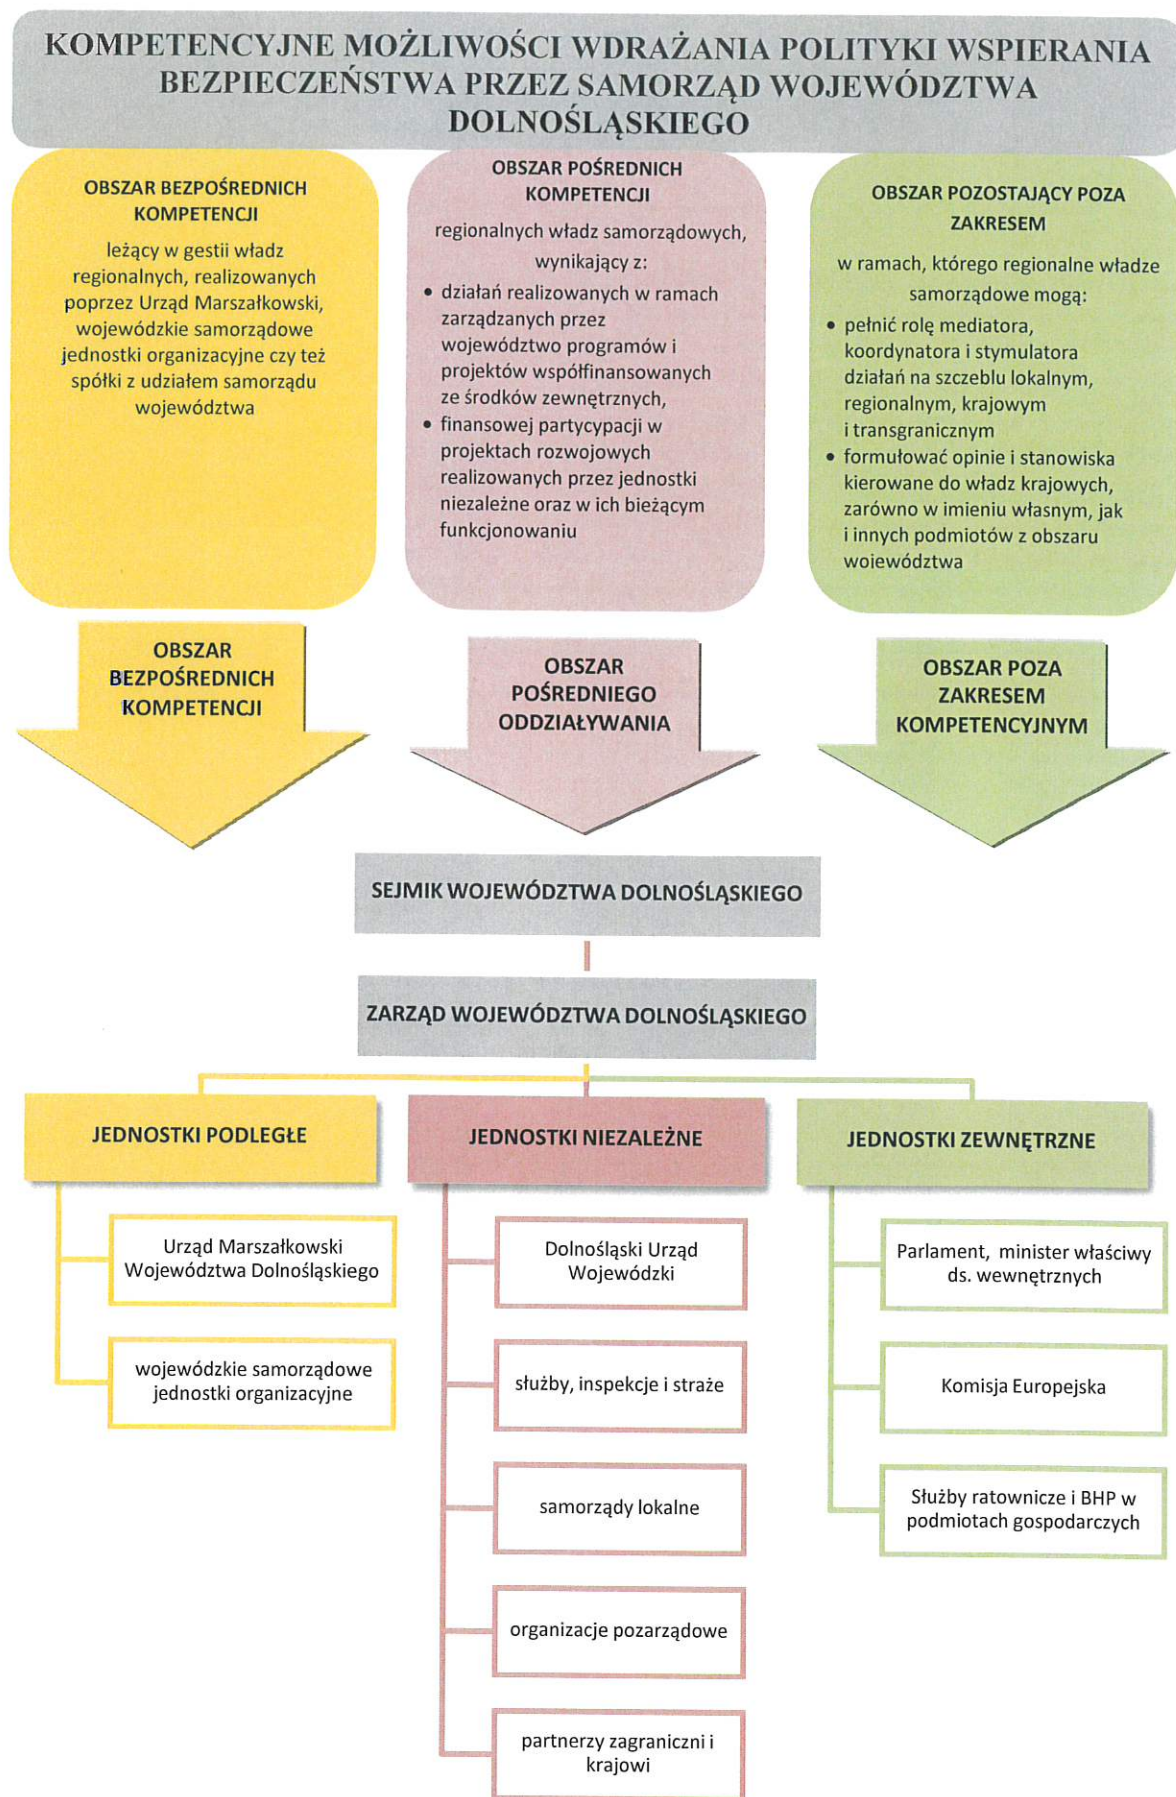 KOMPETENCYJNE MOŻLIWOŚCI WDRAŻANIA POLITYKI WSPIERANIA
BEZPIECZEŃSTWA PRZEZ SAMORZĄD WOJEWÓDZTWA
DOLNOŚLĄSKIEGO
OBSZAR BEZPOŚREDNICH
KOMPETENCJI
leżący w gestii władz
regionalnych, realizowanych
poprzez Urząd Marszałkowski,
wojewódzkie samorządowe
jednostki organizacyjne czy też
spółki z udziałem samorządu
województwa
OBSZAR POŚREDNICH
KOMPETENCJI
regionalnych władz samorządowych,
wynikający z:
• działań realizowanych w ramach
zarządzanych przez
województwo programów i
projektów współfinansowanych
ze środków zewnętrznych,
• finansowej partycypacji w
projektach rozwojowych
realizowanych przez jednostki
niezależne oraz w ich bieżącym
funkcjonowaniu
OBSZAR POZOSTAJĄCY POZA
ZAKRESEM
w ramach, którego regionalne władze
samorządowe mogą:
• pełnić rolę mediatora,
koordynatora i stymulatora
działań na szczeblu lokalnym,
regionalnym, krajowym
i transgranicznym
• formułować opinie i stanowiska
kierowane do władz krajowych,
zarówno w imieniu własnym, jak
i innych podmiotów z obszaru
województwa
OBSZAR
BEZPOŚREDNICH
KOMPETENCJI
OBSZAR
POŚREDNIEGO
ODDZIAŁYWANIA
OBSZAR POZA
ZAKRESEM
KOMPETENCYJNYM
SEJMIK WOJEWÓDZTWA DOLNOŚLĄSKIEGO
ZARZĄD WOJEWÓDZTWA DOLNOŚLĄSKIEGO
JEDNOSTKI PODLEGŁE
Urząd Marszałkowski
Województwa Dolnośląskiego
wojewódzkie samorządowe
jednostki organizacyjne
JEDNOSTKI NIEZALEŻNE
Dolnośląski Urząd
Wojewódzki
służby, inspekcje i straże
samorządy lokalne
organizacje pozarządowe
partnerzy zagraniczni i
krajowi
JEDNOSTKI ZEWNĘTRZNE
Parlament, minister właściwy
ds. wewnętrznych
Komisja Europejska
Służby ratownicze i BHP w
podmiotach gospodarczych